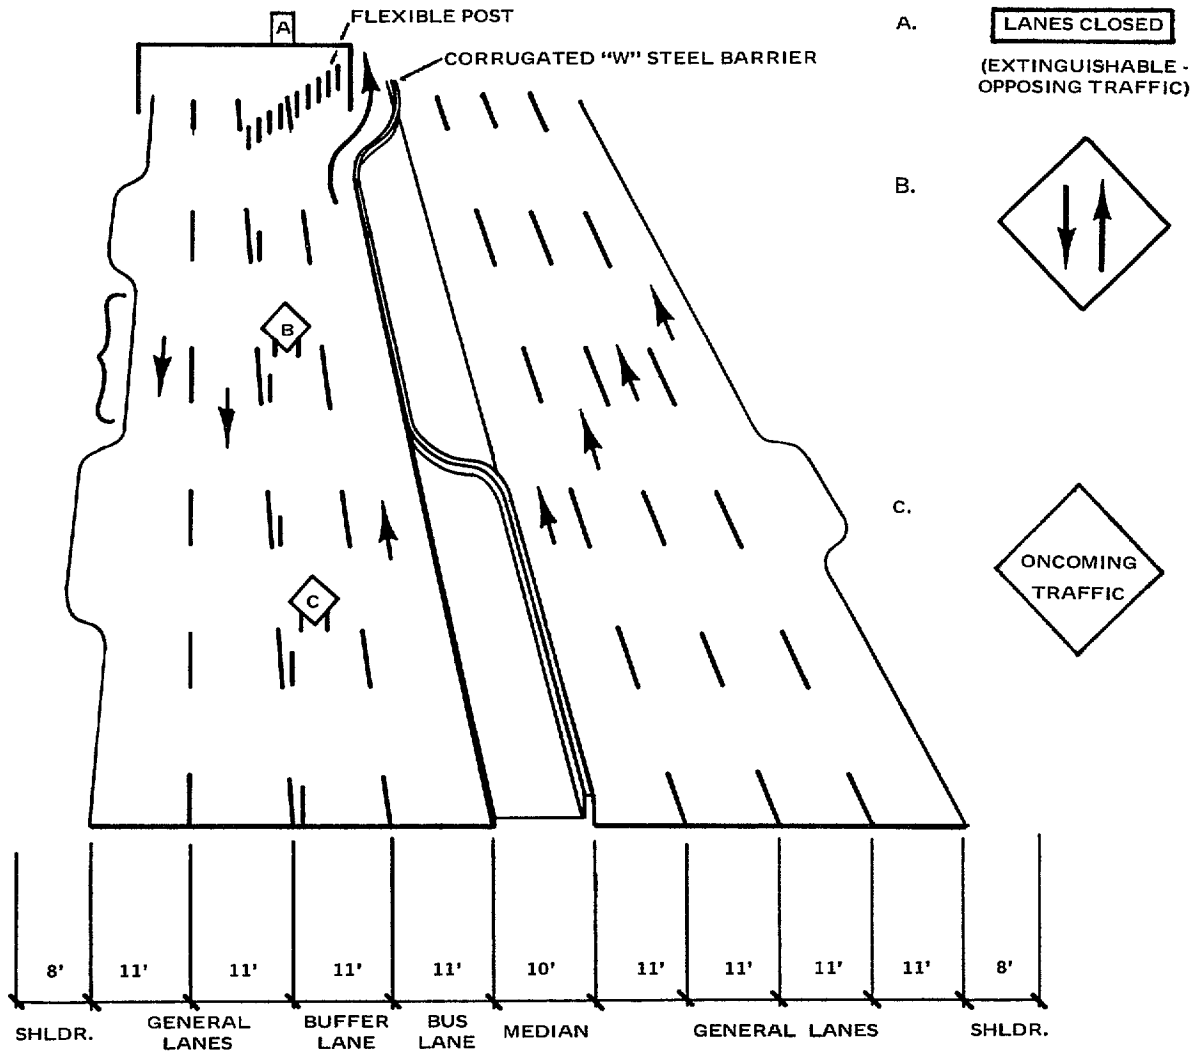 A
FLEXIBLE POST
CORRUGATED “W” STEEL BARRIER
A.
LANES CLOSED
(EXTINGUISHABLE -
OPPOSING TRAFFIC)
B.
B
C.
ONCOMING
TRAFFIC
C
8' 11' 11' 11' 11' 10' 11' 11' 11' 11' 8'
SHLDR.
GENERAL
LANES
BUFFER
LANE
BUS
LANE
MEDIAN
GENERAL LANES
SHLDR.